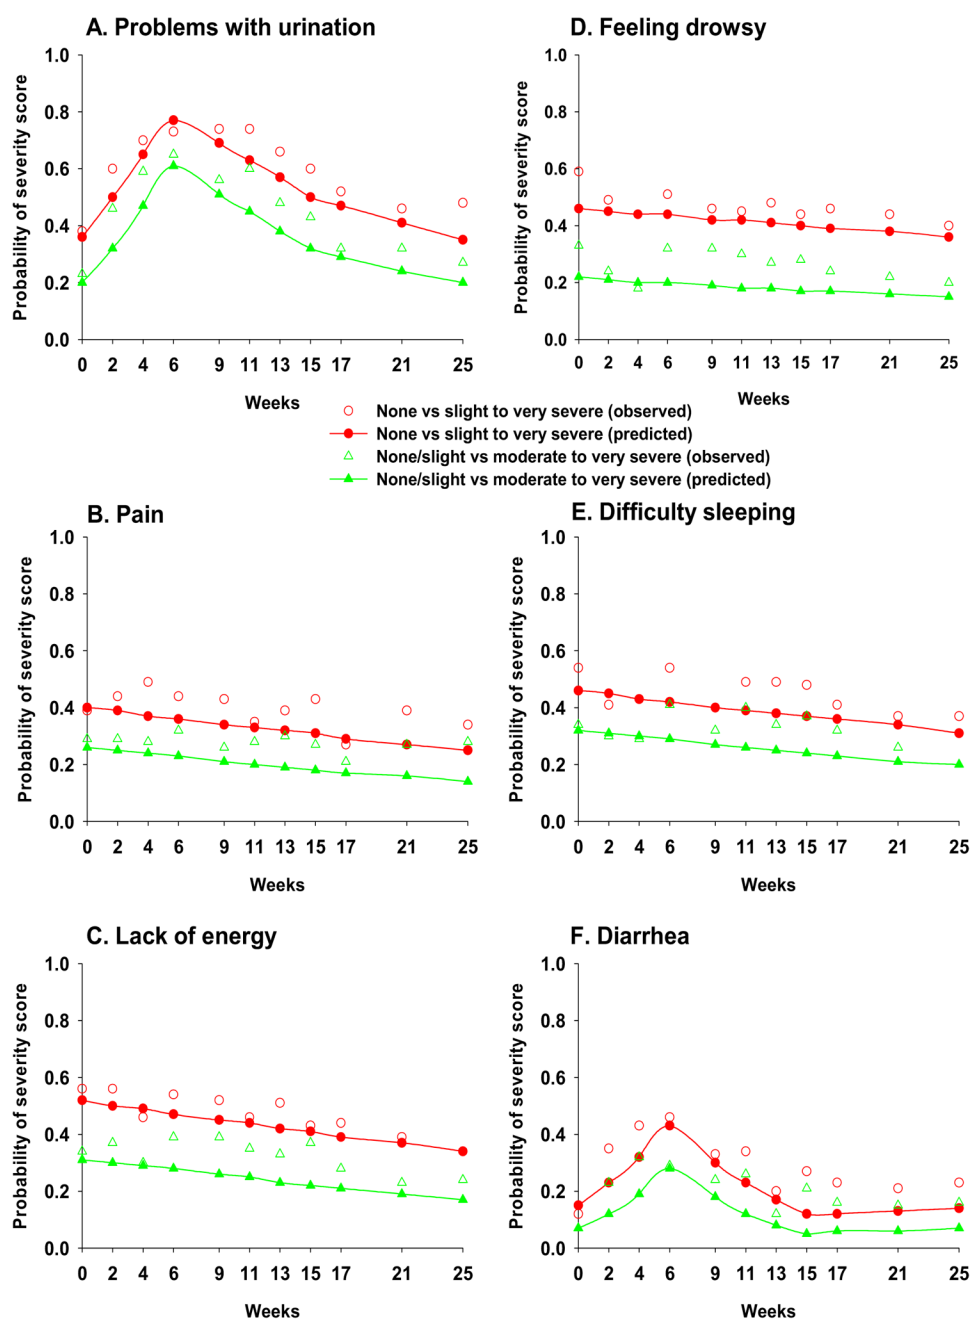 A. Problems with urination
Probability of severity score
1.0
0.8
0.6
0.4
0.2
0.0
0 2 4 6 9 11 13 15 17 21 25
Weeks
D. Feeling drowsy
Probability of severity score
1.0
0.8
0.6
0.4
0.2
0.0
0 2 4 6 9 11 13 15 17 21 25
Weeks
None vs slight to very severe (observed)
None vs slight to very severe (predicted)
None/slight vs moderate to very severe (observed)
None/slight vs moderate to very severe (predicted)
B. Pain
Probability of severity score
1.0
0.8
0.6
0.4
0.2
0.0
0 2 4 6 9 11 13 15 17 21 25
Weeks
E. Difficulty sleeping
Probability of severity score
1.0
0.8
0.6
0.4
0.2
0.0
0 2 4 6 9 11 13 15 17 21 25
Weeks
C. Lack of energy
Probability of severity score
1.0
0.8
0.6
0.4
0.2
0.0
0 2 4 6 9 11 13 15 17 21 25
Weeks
F. Diarrhea
Probability of severity score
1.0
0.8
0.6
0.4
0.2
0.0
0 2 4 6 9 11 13 15 17 21 25
Weeks